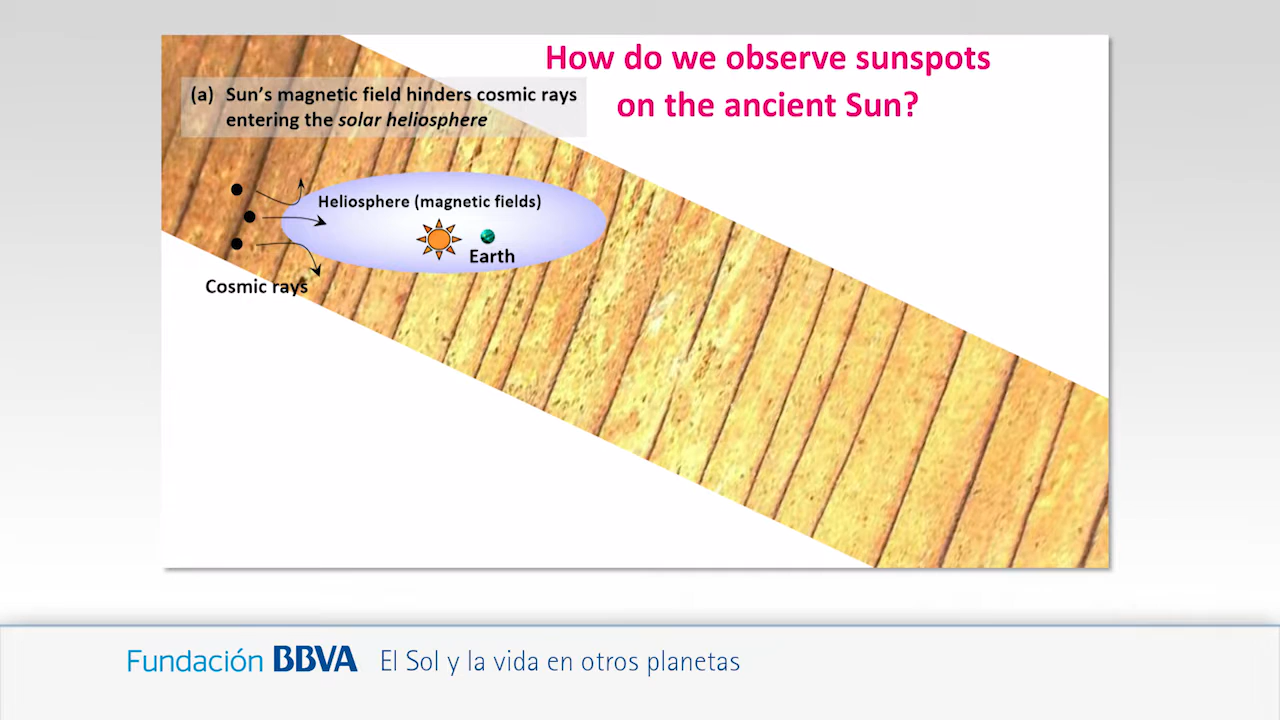 How do we observe sunspots
on the ancient Sun?
(a) Sun's magnetic field hinders cosmic rays
entering the solar heliosphere
Heliosphere (magnetic fields)
Earth
Cosmic rays
Fundación BBVA El Sol y la vida en otros planetas